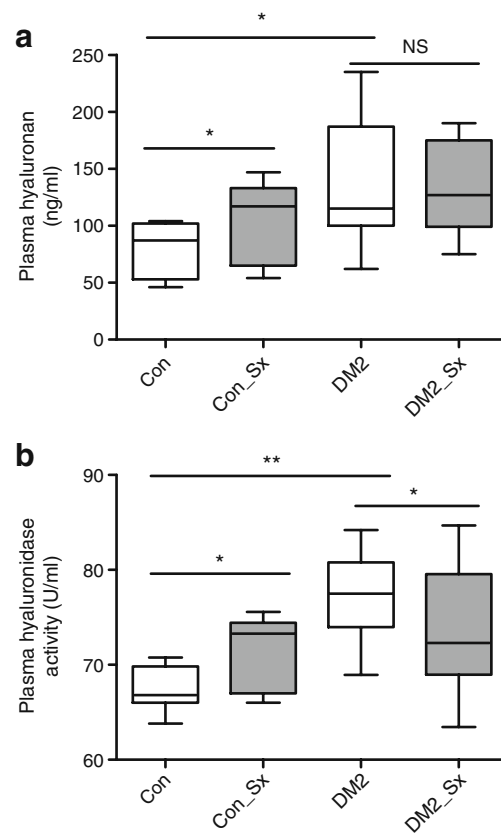 a
*
NS
*
250
200
150
100
50
0
Plasma hyaluronan
(ng/ml)
Con
Con_Sx
DM2
DM2_Sx
b
**
*
*
90
80
70
60
Plasma hyaluronidase
activity (U/ml)
Con
Con_Sx
DM2
DM2_Sx